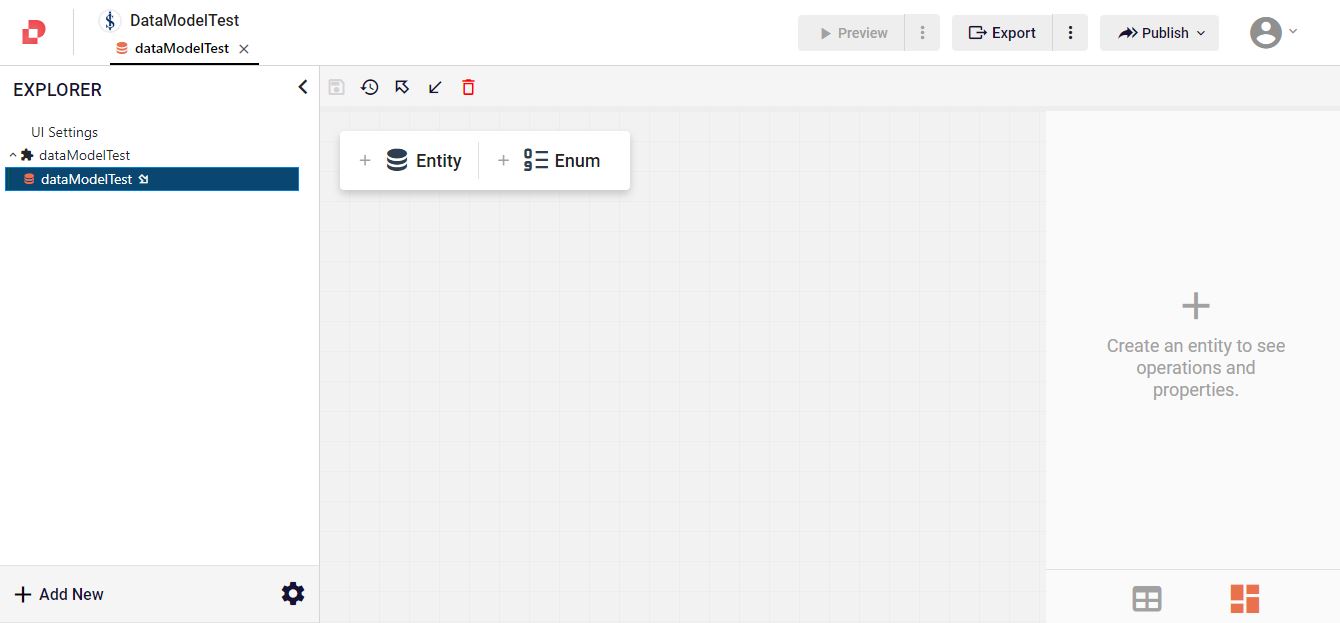 DataModelTest
dataModelTest
Preview
Export
Publish
EXPLORER
UI Settings
dataModelTest
dataModelTest
Entity
Enum
Create an entity to see
operations and
properties.
Add New